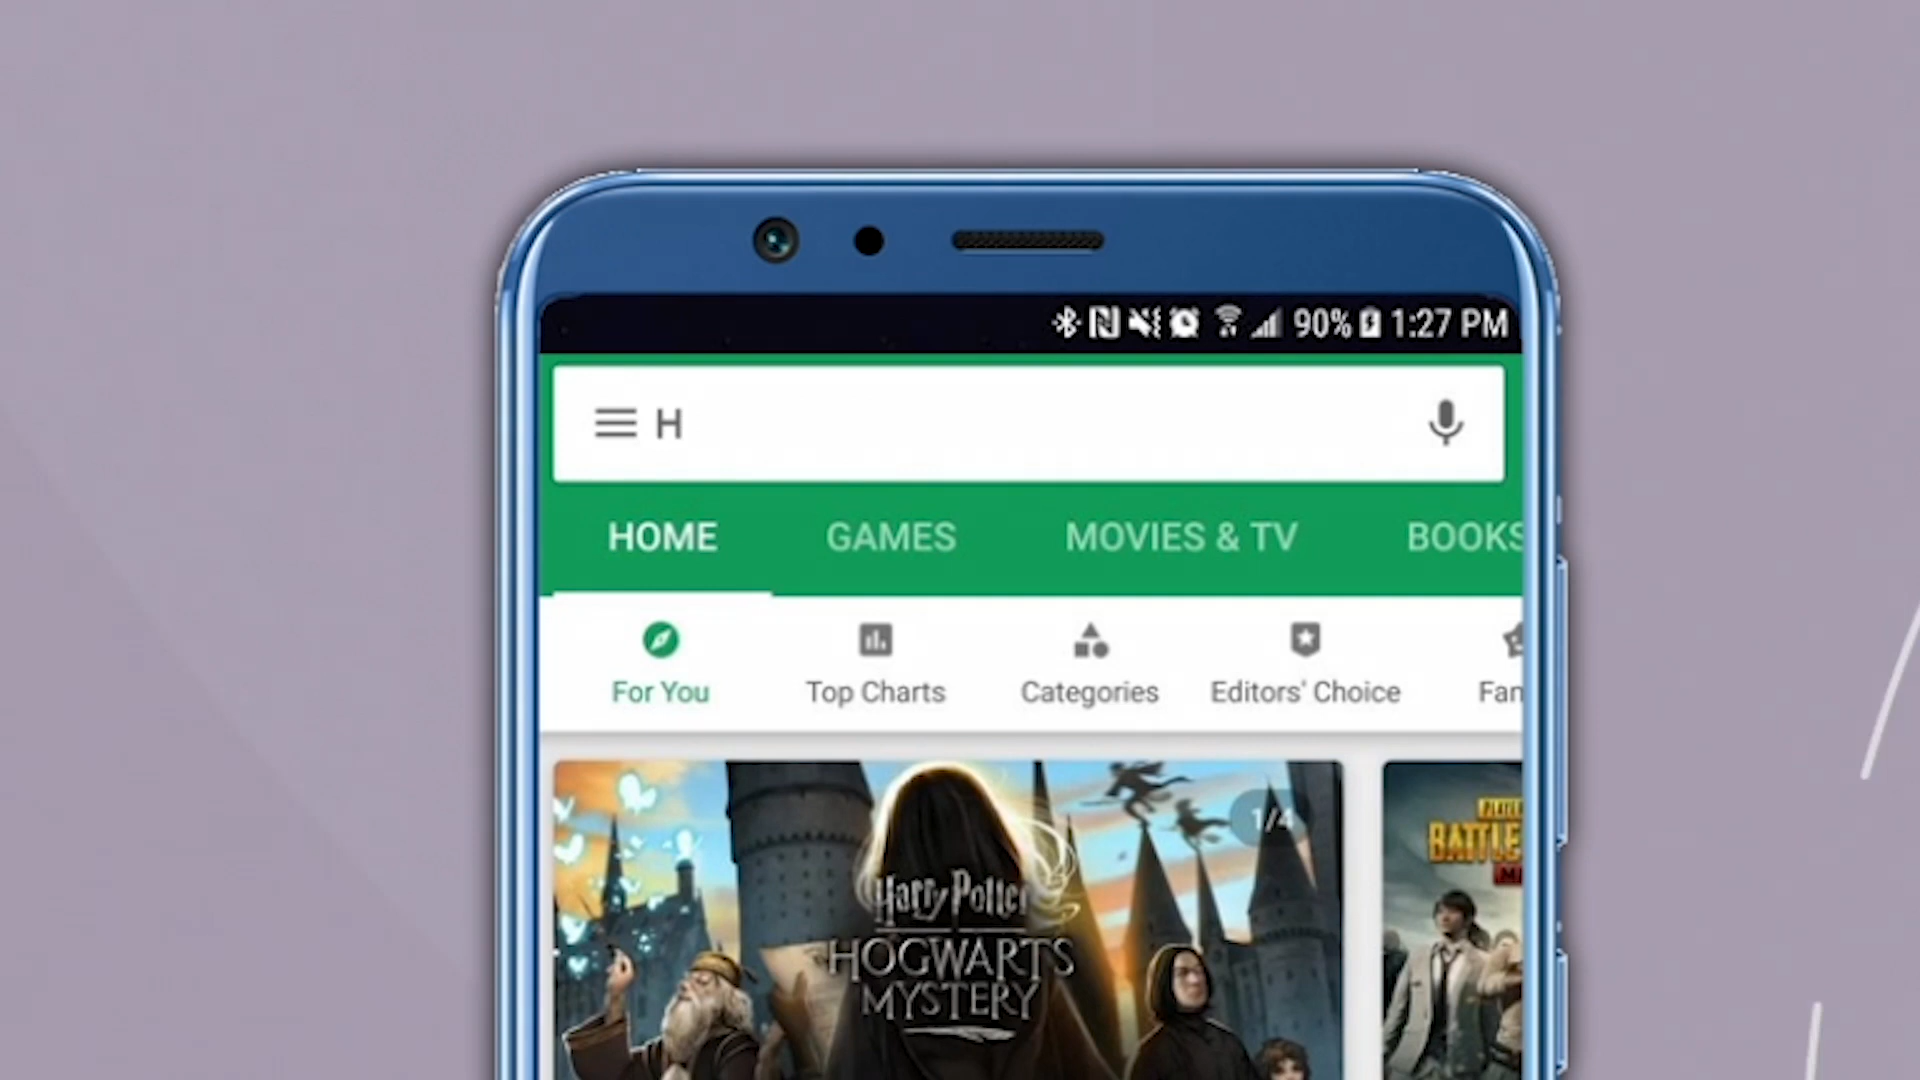 90% 1:27 PM
H
HOME GAMES MOVIES & TV BOOKS
For You Top Charts Categories Editors' Choice Fan
1/4
Harry Potter
HOGWARTS
MYSTERY
BATTLE